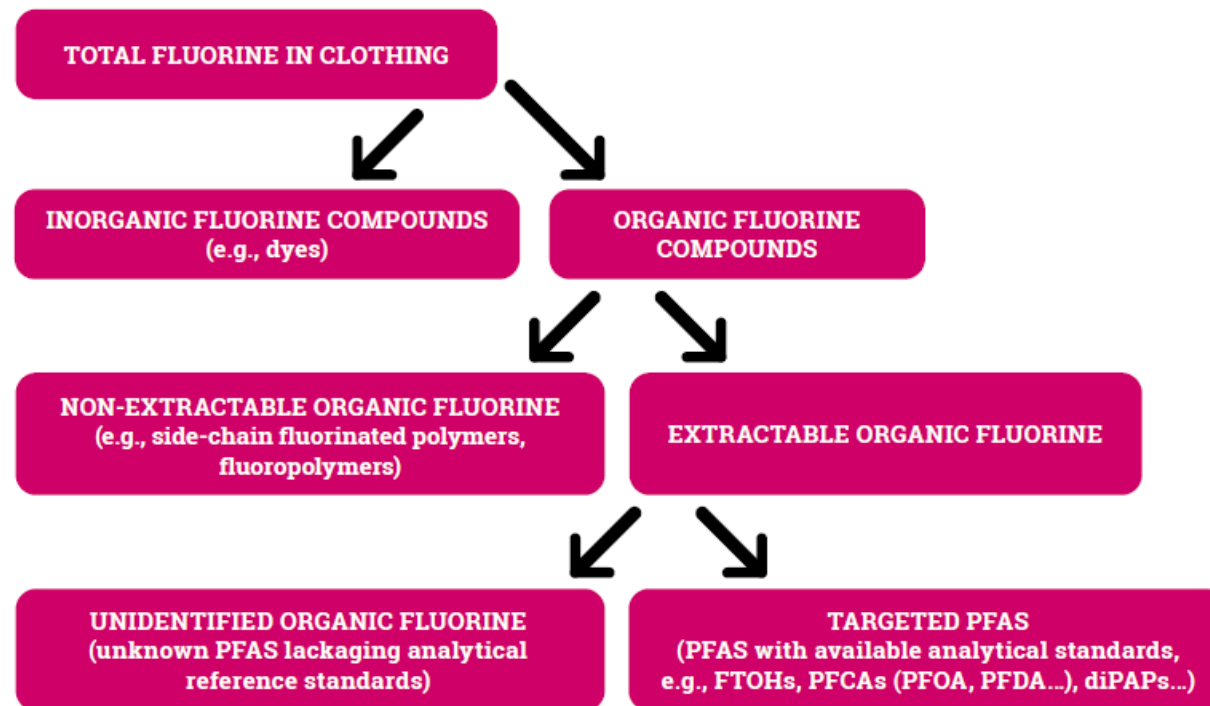 TOTAL FLUORINE IN CLOTHING
INORGANIC FLUORINE COMPOUNDS
(e.g., dyes)
ORGANIC FLUORINE
COMPOUNDS
NON-EXTRACTABLE ORGANIC FLUORINE
(e.g., side-chain fluorinated polymers,
fluoropolymers)
EXTRACTABLE ORGANIC FLUORINE
UNIDENTIFIED ORGANIC FLUORINE
(unknown PFAS lackaging analytical
reference standards)
TARGETED PFAS
(PFAS with available analytical standards,
e.g., FTOHs, PFCAs (PFOA, PFDA...), diPAPs...)